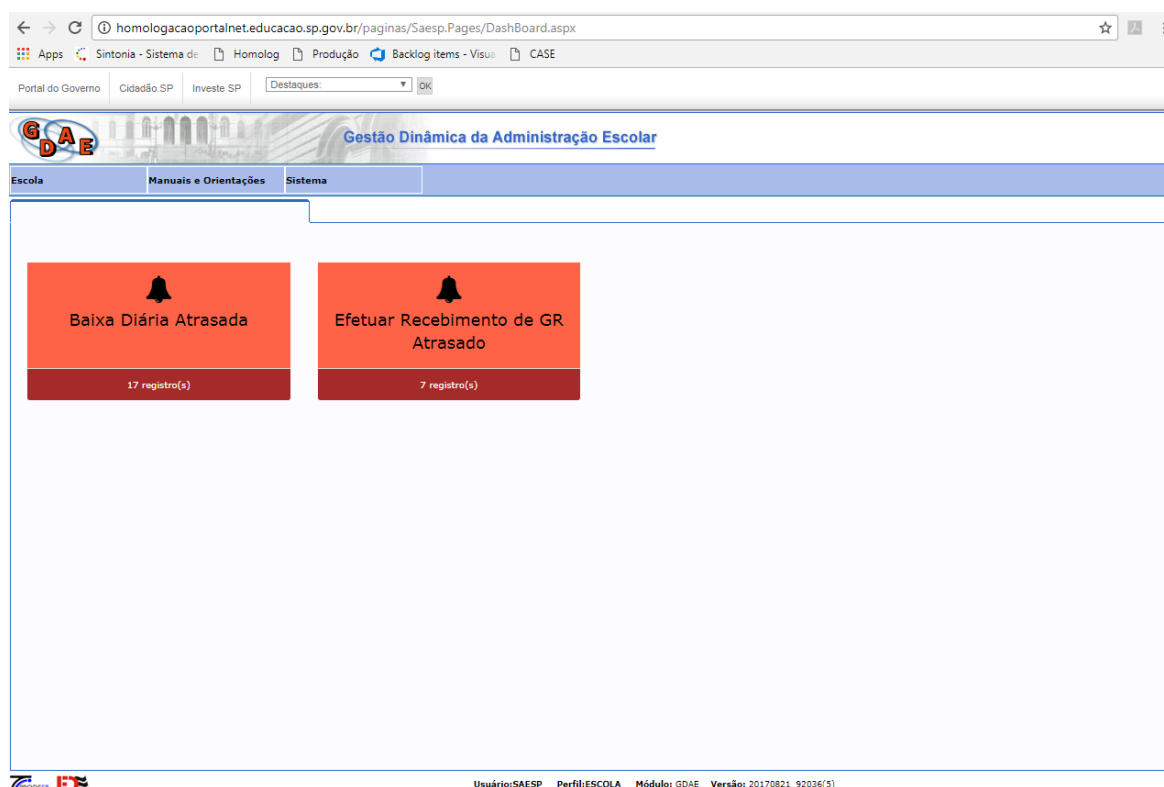 homologacaoportalnet.educacao.sp.gov.br/paginas/Saesp.Pages/DashBoard.aspx
Apps Sintonia - Sistema de Homolog Produção Backlog items - Visua CASE
Portal do Governo Cidadão.SP Investe SP Destaques: OK
GDAE Gestão Dinâmica da Administração Escolar
Escola Manuais e Orientações Sistema
Baixa Diária Atrasada
17 registro(s)
Efetuar Recebimento de GR
Atrasado
7 registro(s)
Usuário:SAESP Perfil:ESCOLA Módulo: GDAE Versão: 20170821_92036(5)